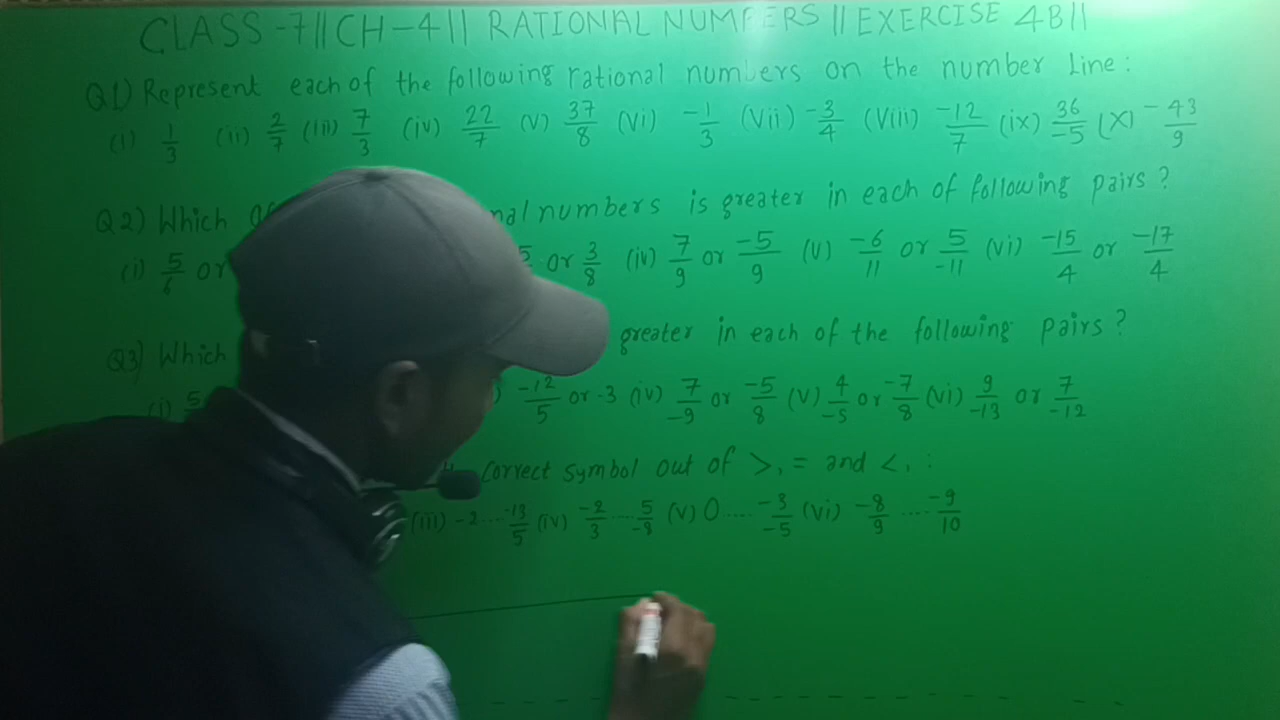 CLASS-7||CH-4|| RATIONAL NUMBERS || EXERCISE 4B||
Q1) Represent each of the following rational numbers on the number line:
(i) 1/3 (ii) 2/7 (iii) 7/3 (iv) 22/7 (v) 37/8 (vi) -1/3 (vii) -3/4 (viii) -12/7 (ix) 36/-5 (x) -43/9
Q2) Which numbers is greater in each of following pairs?
(i) 5/6 or or 3/8 (iv) 7/9 or -5/9 (v) -6/11 or 5/-11 (vi) -15/4 or -17/4
Q3) Which greater in each of the following pairs?
(i) -12/5 or -3 (iv) 7/-9 or -5/8 (v) 4/-5 or -7/8 (vi) 9/-13 or 7/-12
correct symbol out of >, = and <, :
(iii) -2 .... -13/5 (iv) -2/3 .... 5/-8 (v) 0 ..... -3/-5 (vi) -8/9 .... -9/10